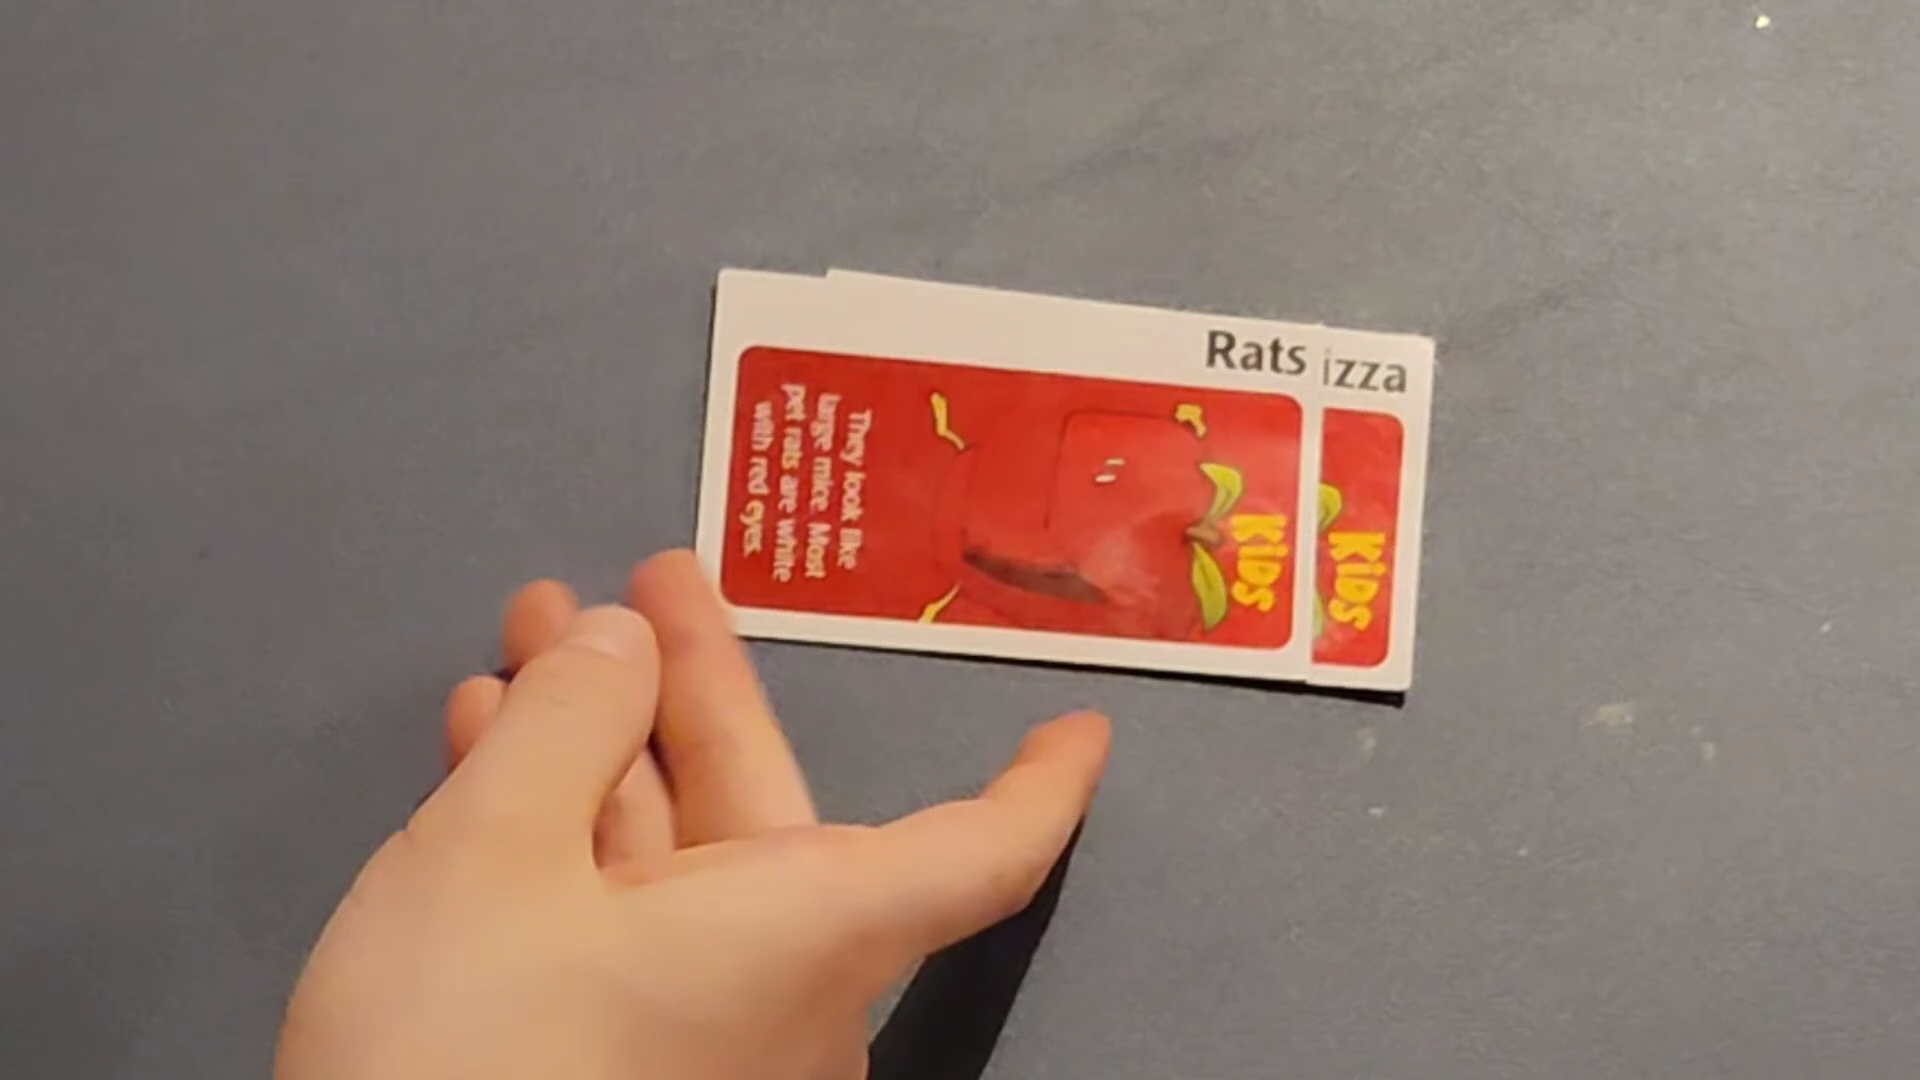 Rats
izza
KiDS
KiDS
They look like
large mice. Most
pet rats are white
with red eyes.